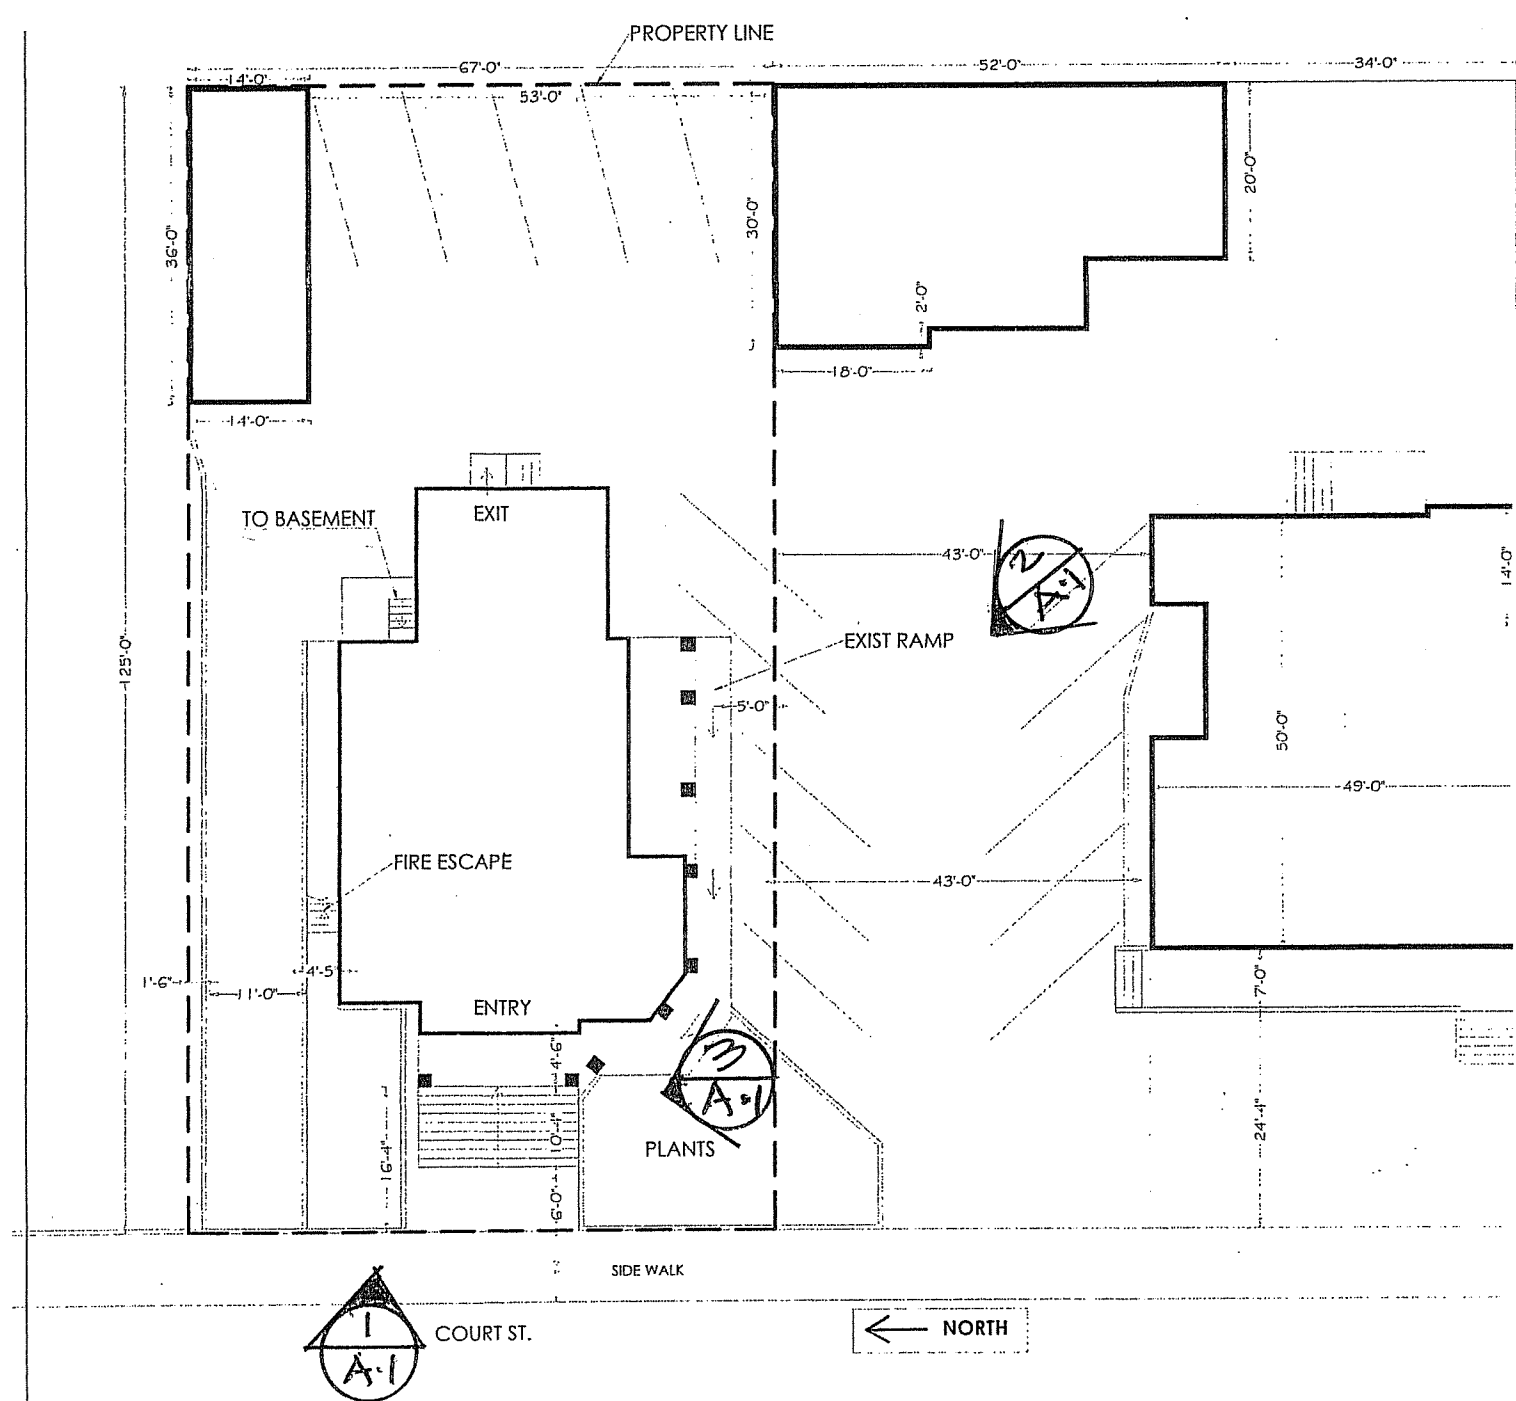 PROPERTY LINE
67'-0"
52'-0"
34'-0"
14'-0"
53'-0"
36'-0"
30'-0"
20'-0"
2'-0"
18'-0"
14'-0"
125'-0"
TO BASEMENT
EXIT
43'-0"
2
A-1
14'-0"
EXIST RAMP
5'-0"
50'-0"
49'-0"
FIRE ESCAPE
43'-0"
1'-6"
11'-0"
4'-5"
ENTRY
7'-0"
4'-6"
3
A-1
16'-4"
10'-4"
PLANTS
24'-4"
6'-0"
SIDE WALK
1
A-1
COURT ST.
NORTH